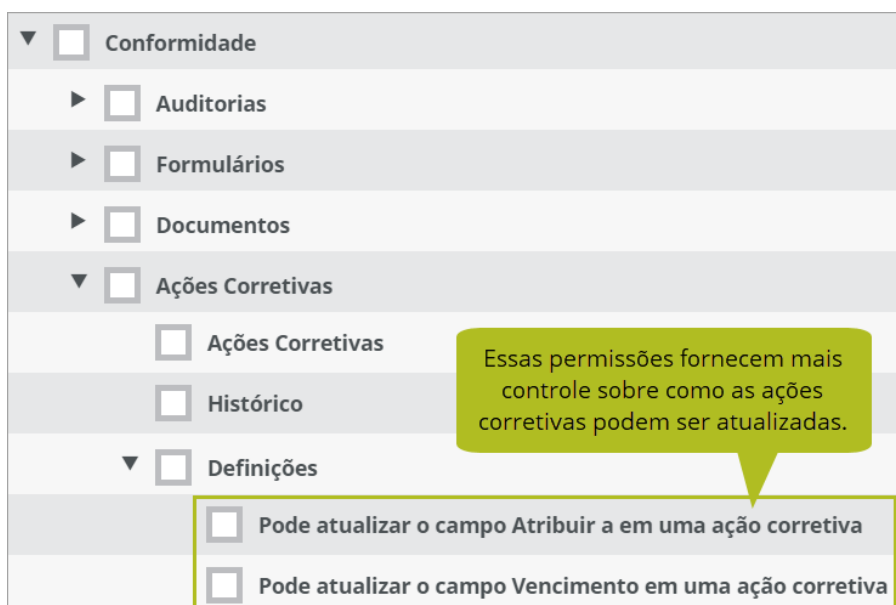 Conformidade
Auditorias
Formulários
Documentos
Ações Corretivas
Ações Corretivas
Histórico
Essas permissões fornecem mais
controle sobre como as ações
corretivas podem ser atualizadas.
Definições
Pode atualizar o campo Atribuir a em uma ação corretiva
Pode atualizar o campo Vencimento em uma ação corretiva